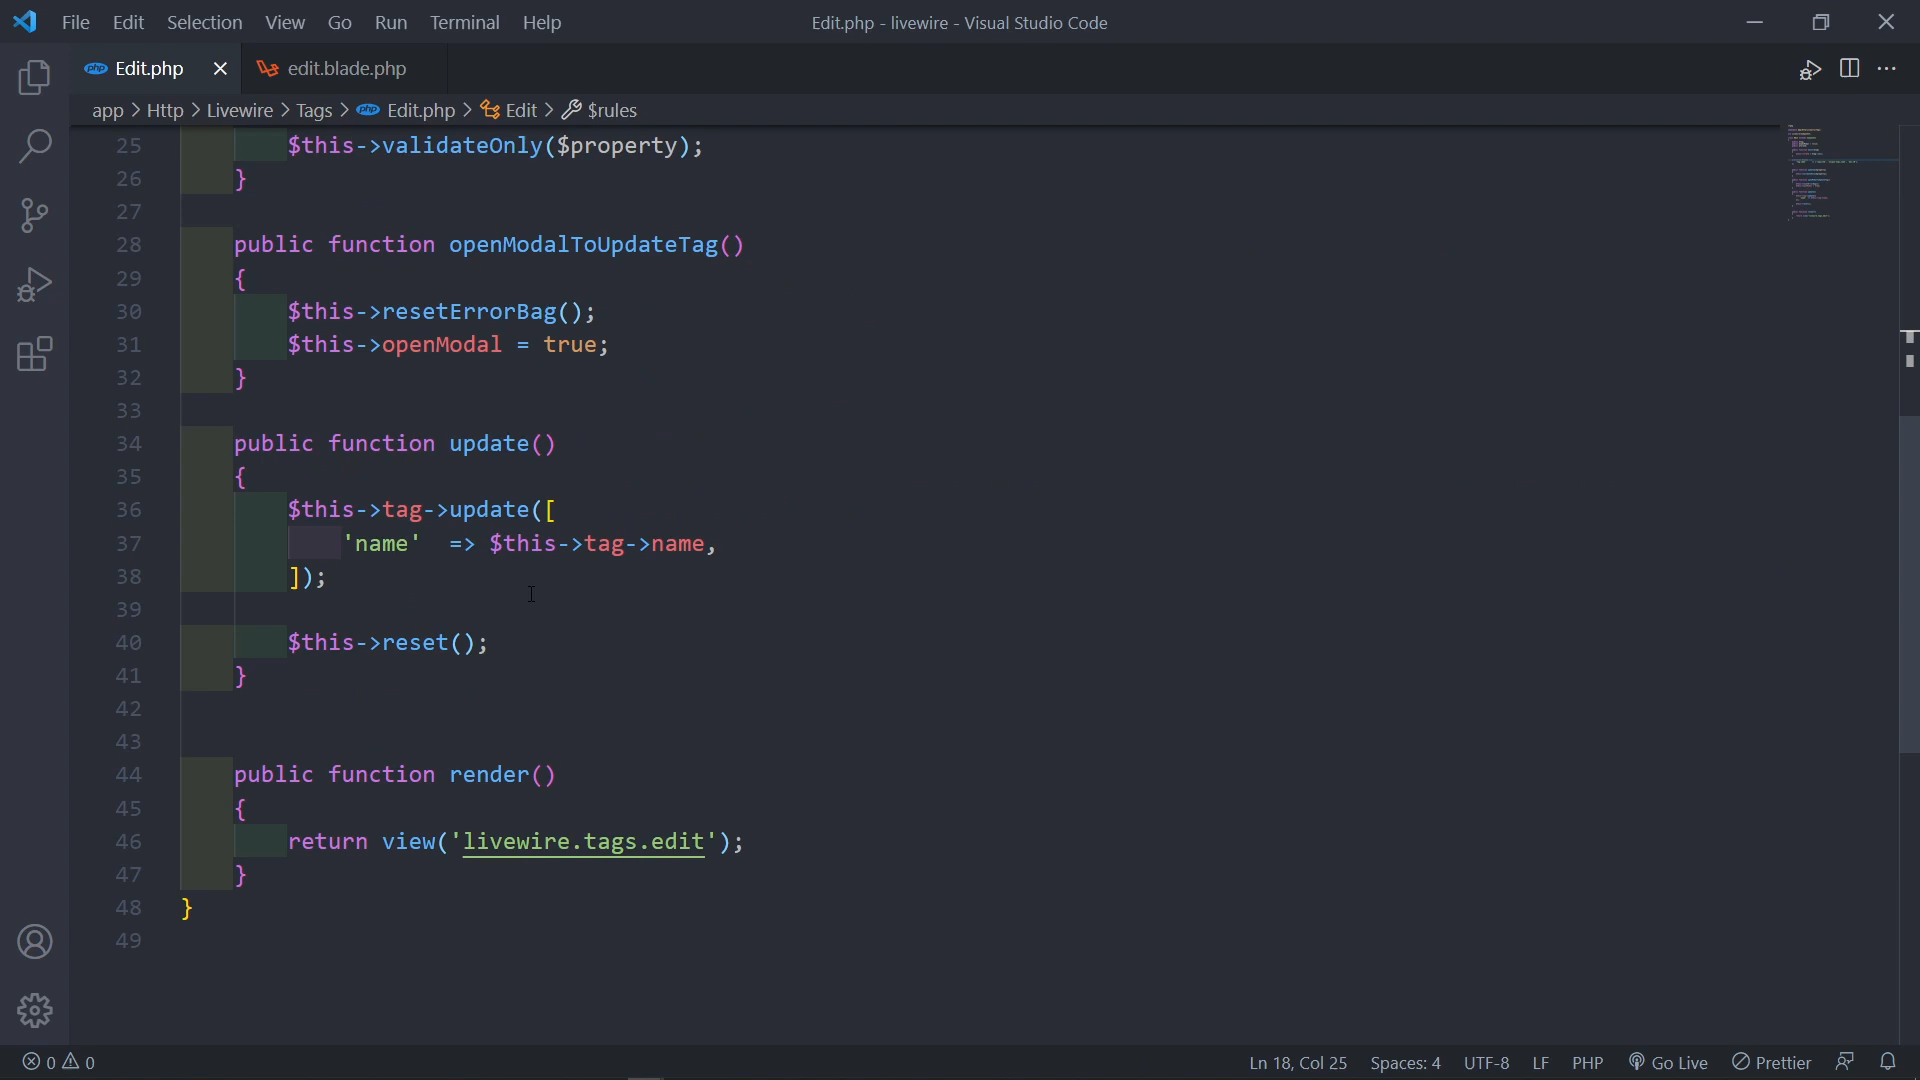 File Edit Selection View Go Run Terminal Help
Edit.php - livewire - Visual Studio Code
php Edit.php
edit.blade.php
app > Http > Livewire > Tags > php Edit.php > Edit > $rules
25 $this->validateOnly($property);
26 }
27
28 public function openModalToUpdateTag()
29 {
30 $this->resetErrorBag();
31 $this->openModal = true;
32 }
33
34 public function update()
35 {
36 $this->tag->update([
37 'name' => $this->tag->name,
38 ]);
39
40 $this->reset();
41 }
42
43
44 public function render()
45 {
46 return view('livewire.tags.edit');
47 }
48 }
49
0 0
Ln 18, Col 25 Spaces: 4 UTF-8 LF PHP Go Live Prettier